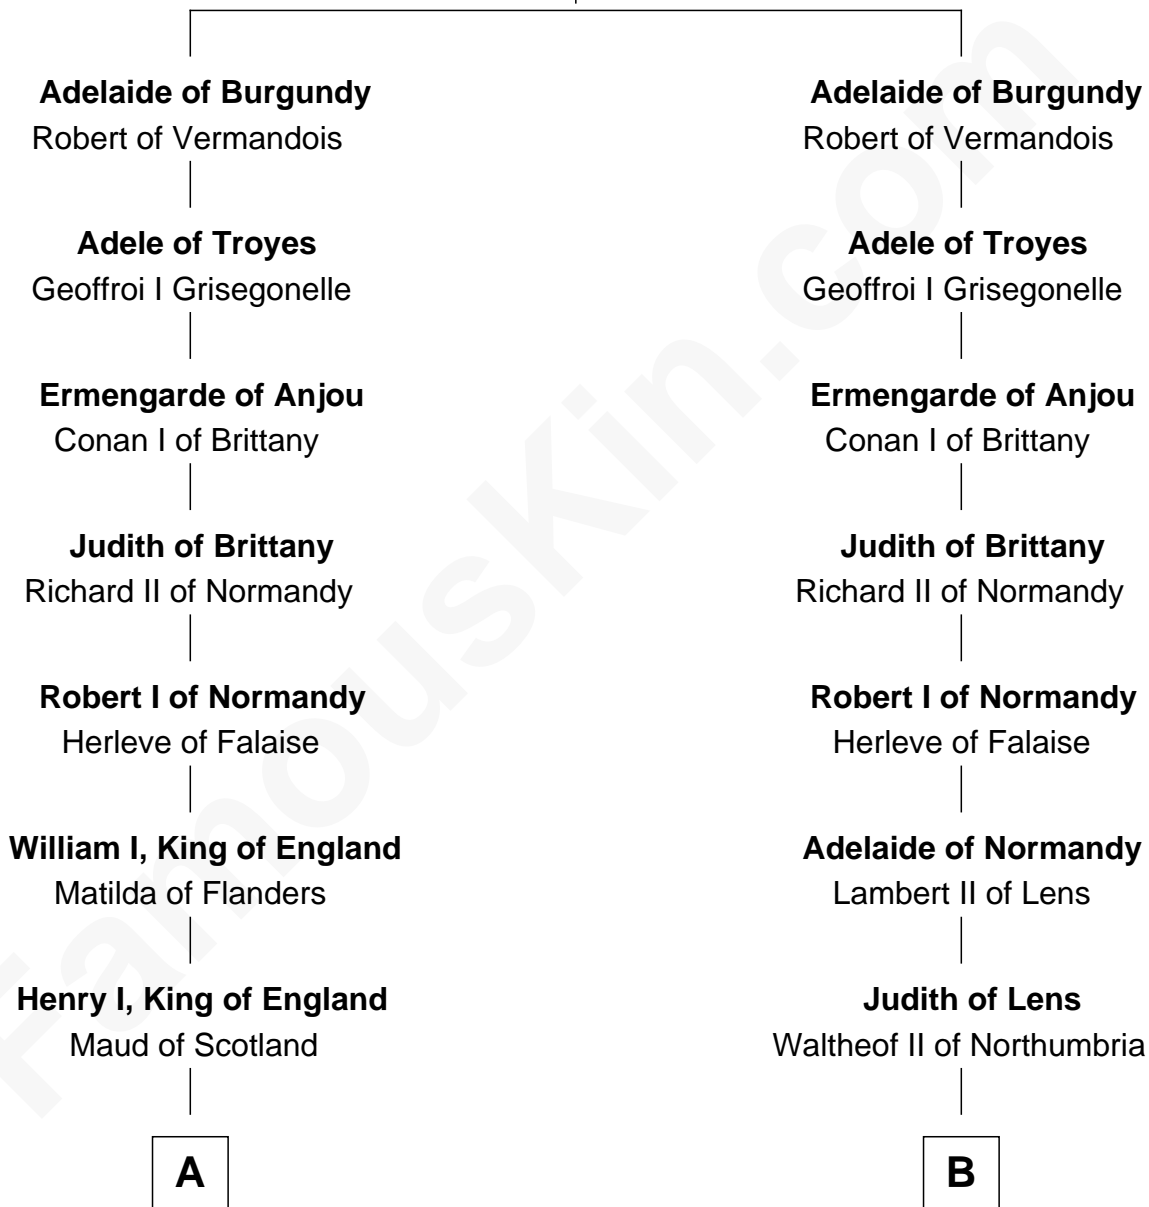 Adelaide of Burgundy
Robert of Vermandois
Adele of Troyes
Geoffroi I Grisegonelle
Ermengarde of Anjou
Conan I of Brittany
Judith of Brittany
Richard II of Normandy
Robert I of Normandy
Herleve of Falaise
William I, King of England
Matilda of Flanders
Henry I, King of England
Maud of Scotland
A
Adelaide of Burgundy
Robert of Vermandois
Adele of Troyes
Geoffroi I Grisegonelle
Ermengarde of Anjou
Conan I of Brittany
Judith of Brittany
Richard II of Normandy
Robert I of Normandy
Herleve of Falaise
Adelaide of Normandy
Lambert II of Lens
Judith of Lens
Waltheof II of Northumbria
B
FamousKin.com